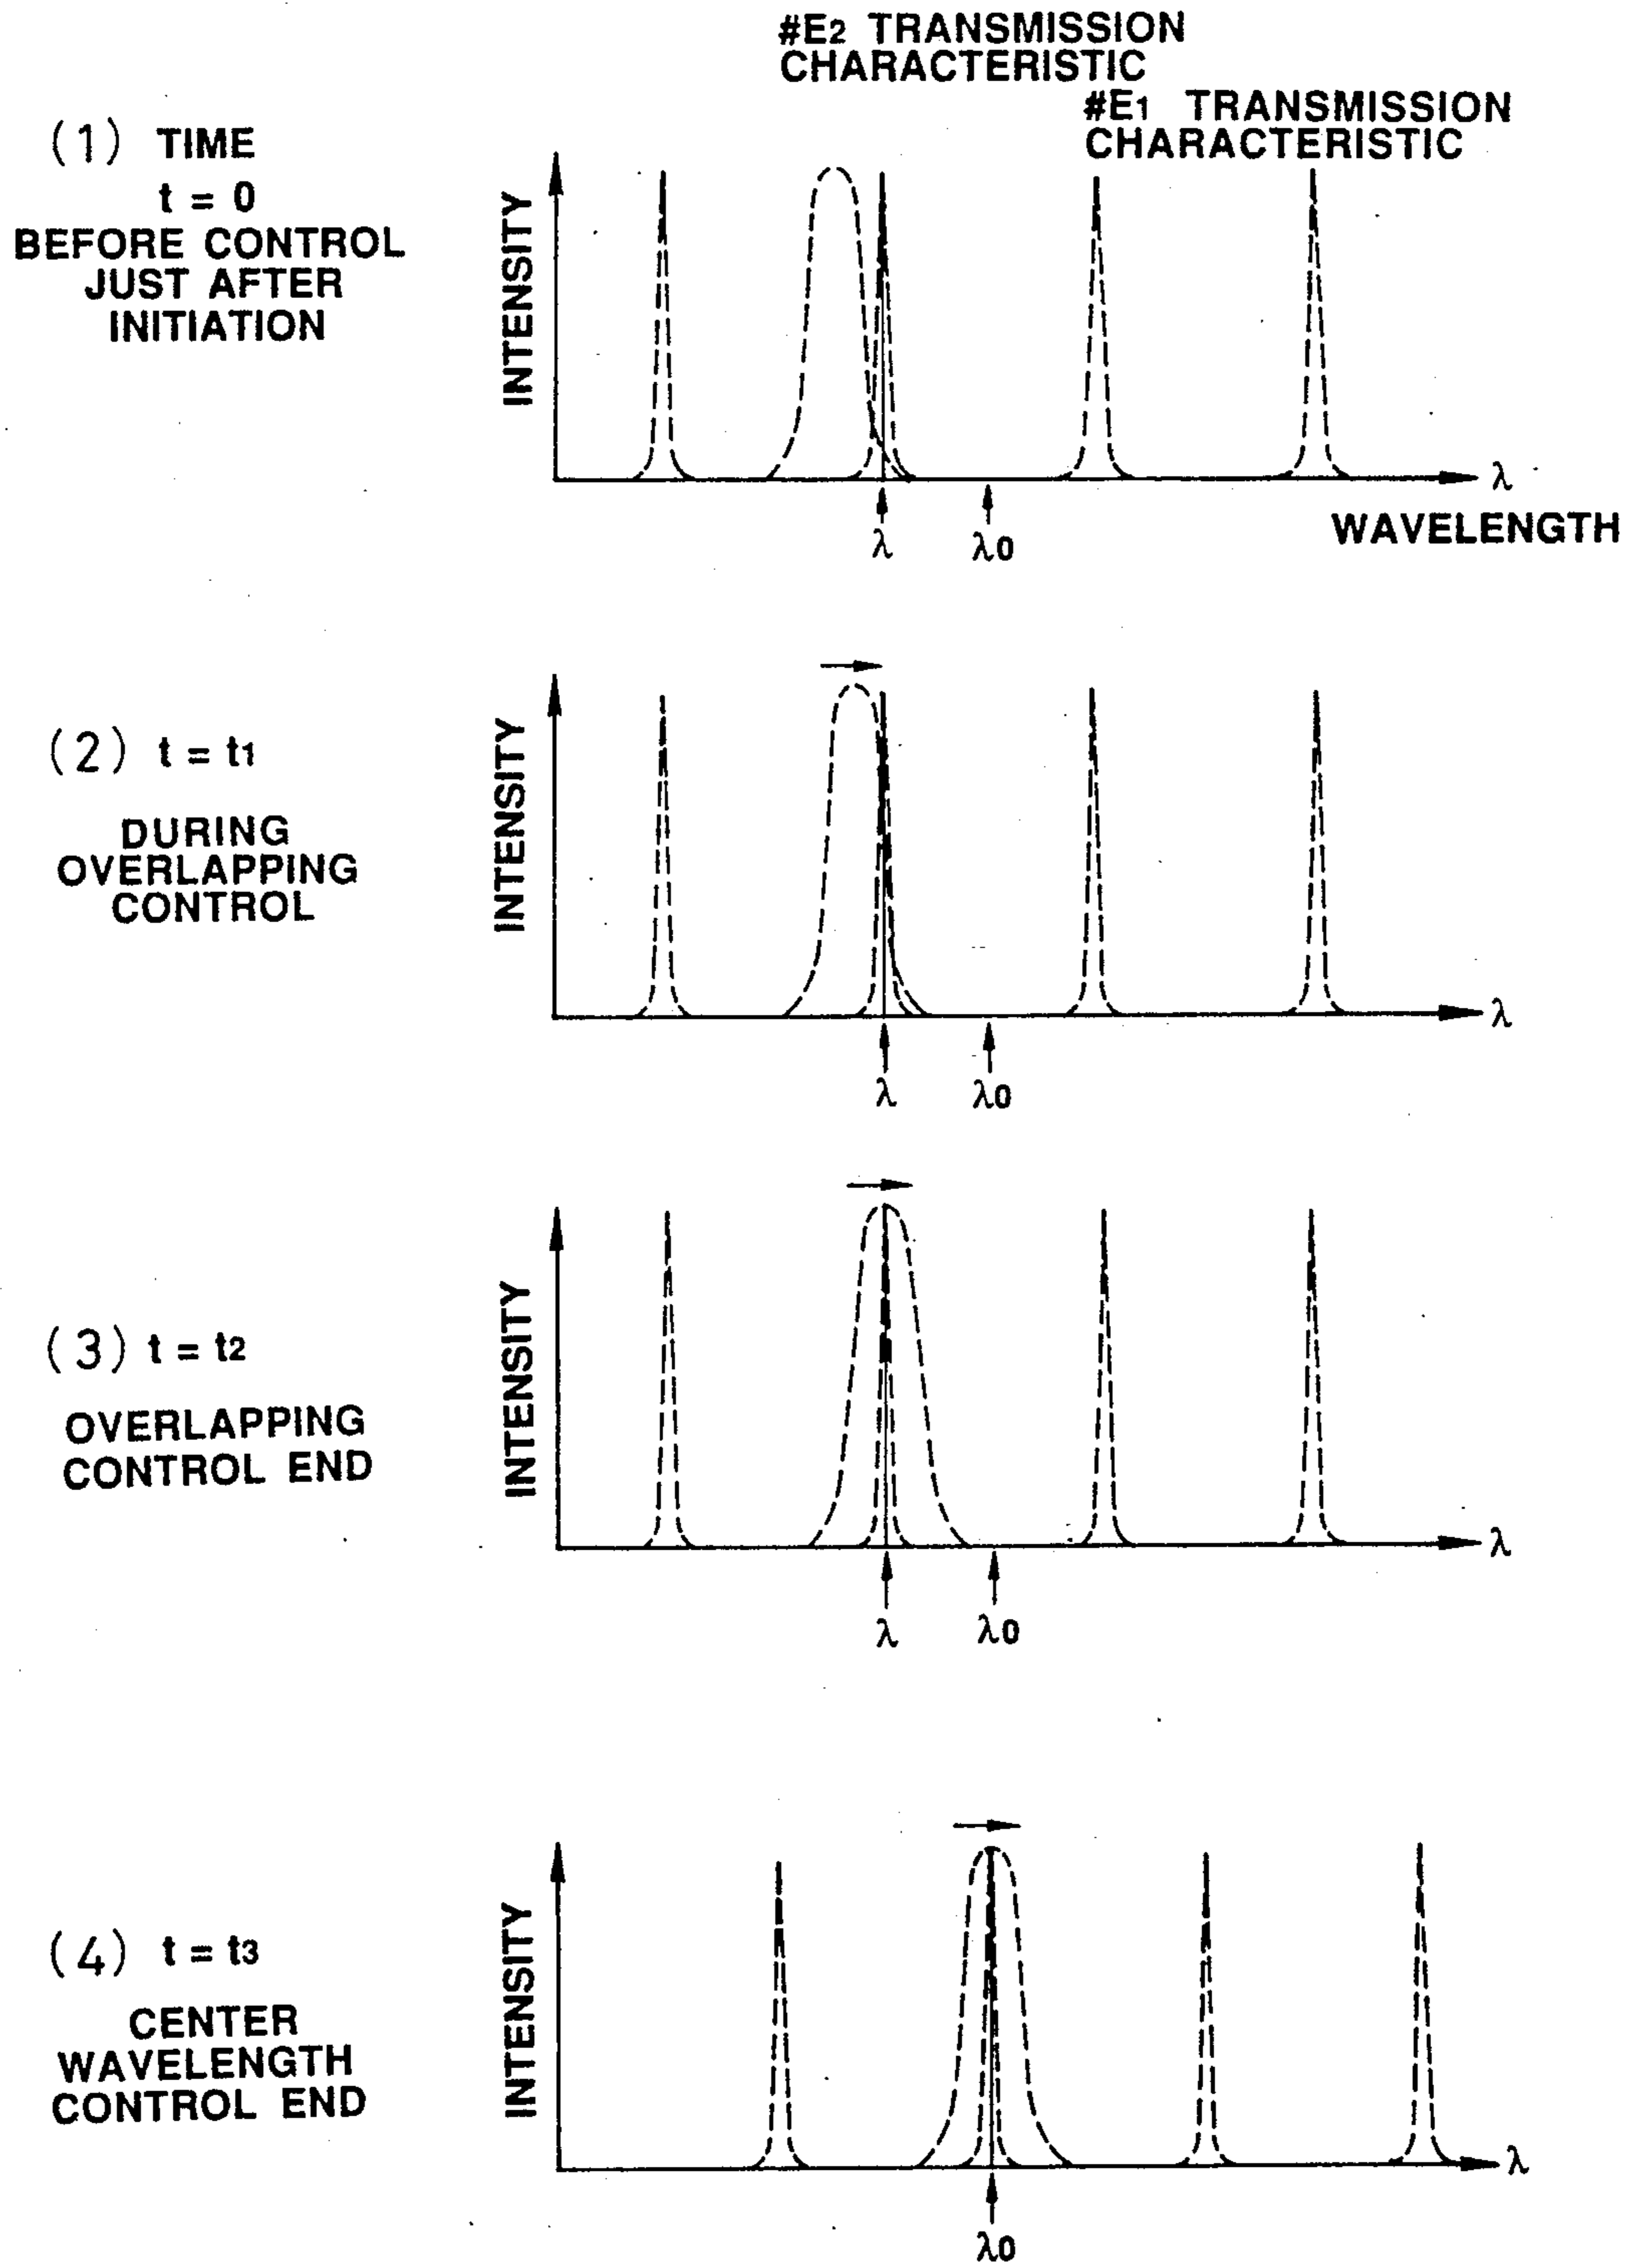 #E2 TRANSMISSION
CHARACTERISTIC
#E1 TRANSMISSION
CHARACTERISTIC
(1) TIME
t = 0
BEFORE CONTROL
JUST AFTER
INITIATION
INTENSITY
λ
WAVELENGTH
λ
λ0
(2) t = t1
DURING
OVERLAPPING
CONTROL
INTENSITY
λ
λ
λ0
(3) t = t2
OVERLAPPING
CONTROL END
INTENSITY
λ
λ
λ0
(4) t = t3
CENTER
WAVELENGTH
CONTROL END
INTENSITY
λ
λ0